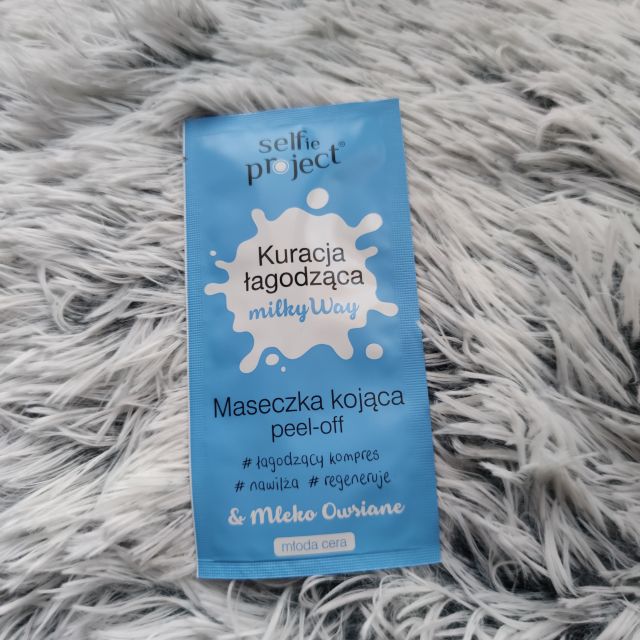 selfie
project®
Kuracja
łagodząca
milkyWay
Maseczka kojąca
peel-off
# łagodzący kompres
# nawilża # regeneruje
& Mleko Owsiane
młoda cera